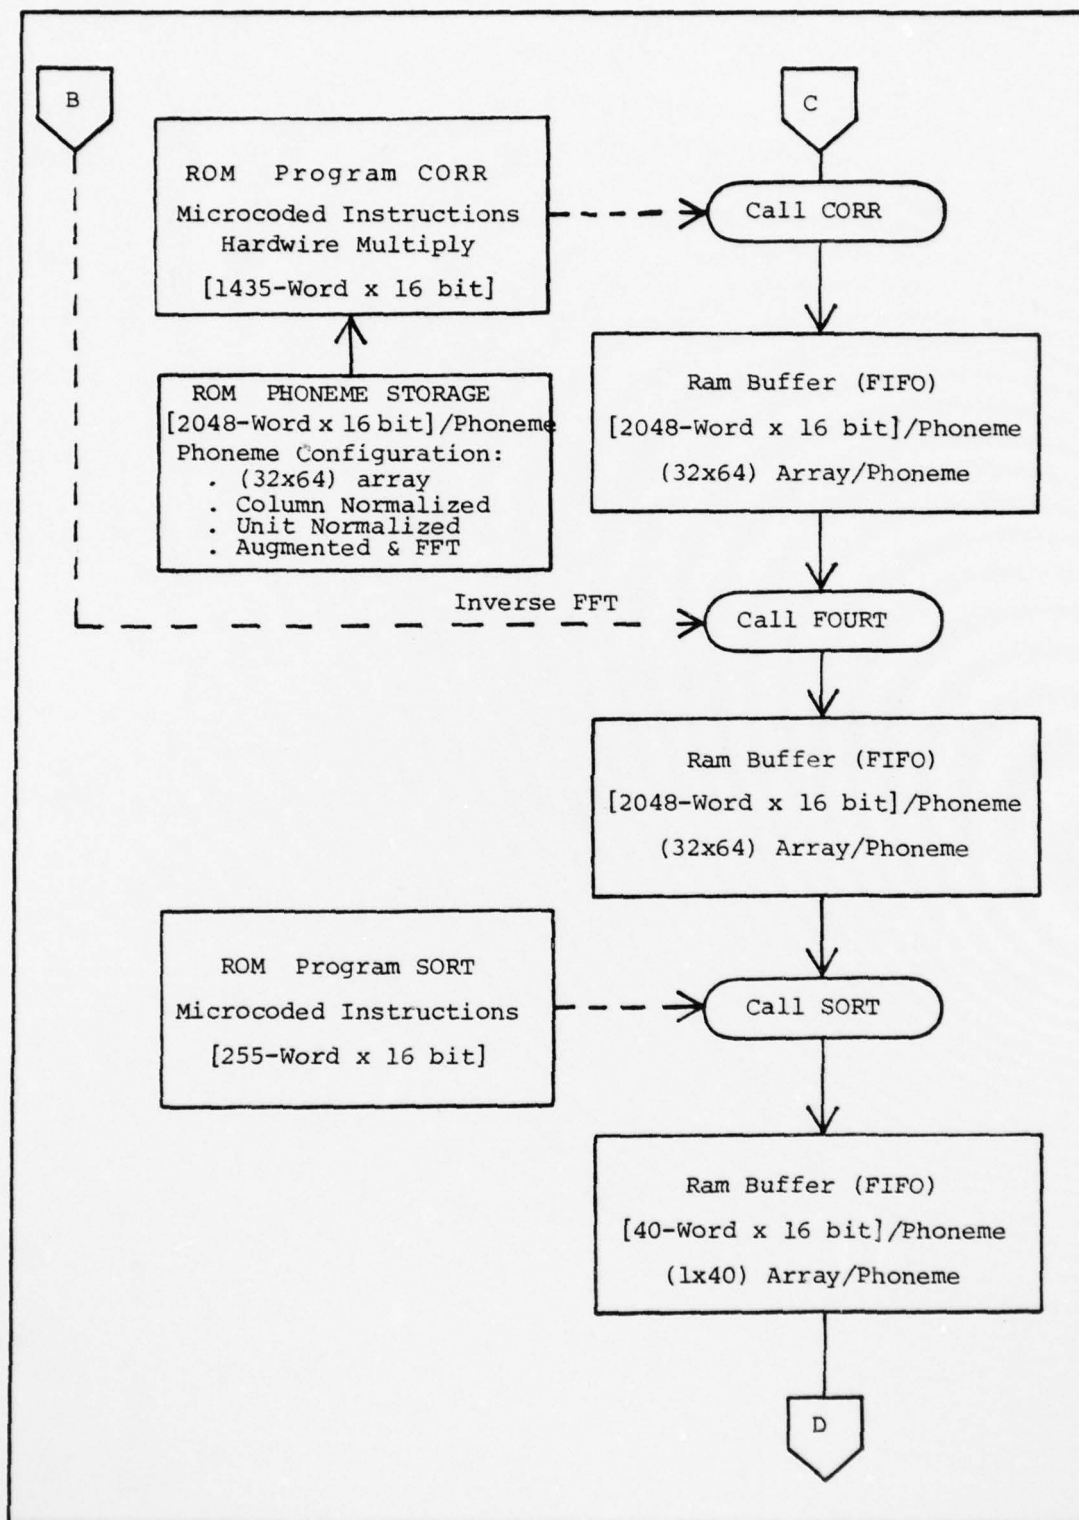 B
C
ROM Program CORR
Microcoded Instructions
Hardwire Multiply
[1435-Word x 16 bit]
Call CORR
ROM PHONEME STORAGE
[2048-Word x 16 bit]/Phoneme
Phoneme Configuration:
. (32x64) array
. Column Normalized
. Unit Normalized
. Augmented & FFT
Ram Buffer (FIFO)
[2048-Word x 16 bit]/Phoneme
(32x64) Array/Phoneme
Inverse FFT
Call FOURT
Ram Buffer (FIFO)
[2048-Word x 16 bit]/Phoneme
(32x64) Array/Phoneme
ROM Program SORT
Microcoded Instructions
[255-Word x 16 bit]
Call SORT
Ram Buffer (FIFO)
[40-Word x 16 bit]/Phoneme
(1x40) Array/Phoneme
D